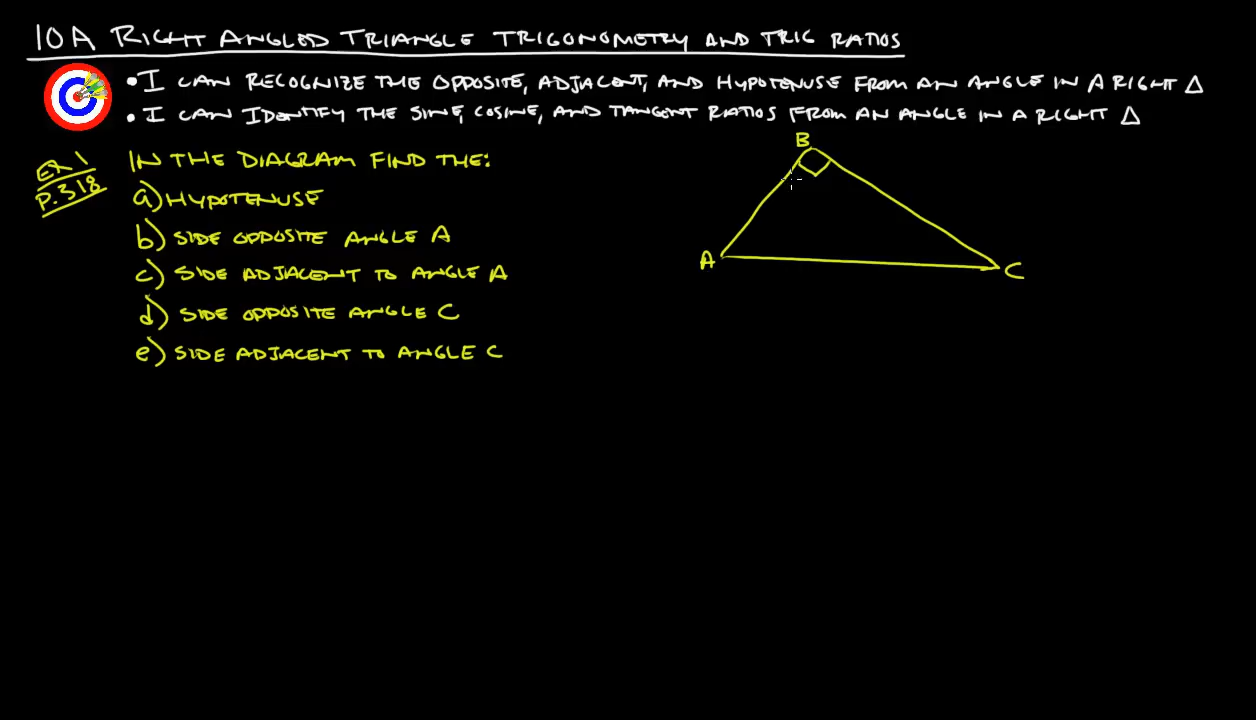 10A RIGHT ANGLED TRIANGLE TRIGONOMETRY AND TRIG RATIOS
• I CAN RECOGNIZE THE OPPOSITE, ADJACENT, AND HYPOTENUSE FROM AN ANGLE IN A RIGHT Δ
• I CAN IDENTIFY THE SINE, COSINE, AND TANGENT RATIOS FROM AN ANGLE IN A RIGHT Δ
EX 1
P. 318
IN THE DIAGRAM FIND THE:
a) HYPOTENUSE
b) SIDE OPPOSITE ANGLE A
c) SIDE ADJACENT TO ANGLE A
d) SIDE OPPOSITE ANGLE C
e) SIDE ADJACENT TO ANGLE C
B
A
C